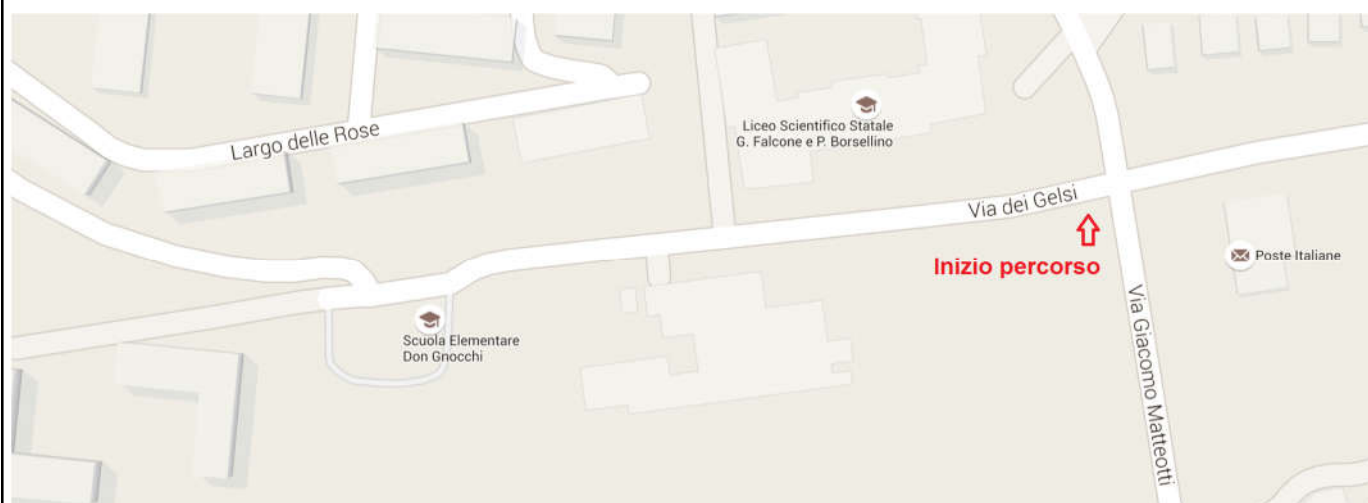 Liceo Scientifico Statale
G. Falcone e P. Borsellino
Largo delle Rose
Via dei Gelsi
Inizio percorso
Poste Italiane
Scuola Elementare
Don Gnocchi
Via Giacomo Matteotti